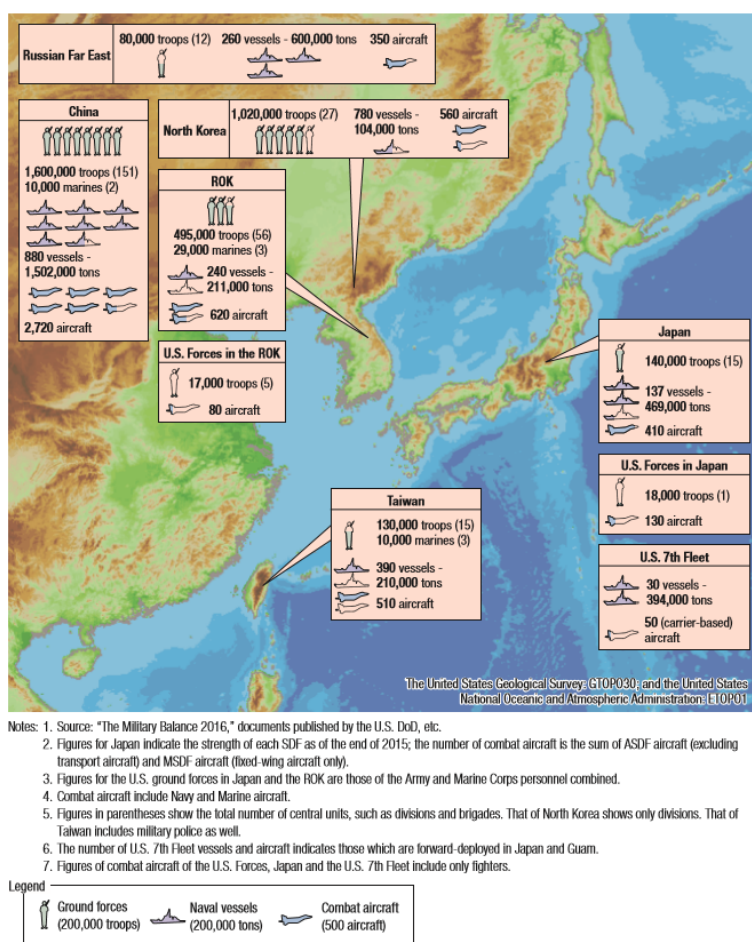 Russian Far East
80,000 troops (12)
260 vessels - 600,000 tons
350 aircraft
China
1,600,000 troops (151)
10,000 marines (2)
880 vessels -
1,502,000 tons
2,720 aircraft
North Korea
1,020,000 troops (27)
780 vessels -
104,000 tons
560 aircraft
ROK
495,000 troops (56)
29,000 marines (3)
240 vessels -
211,000 tons
620 aircraft
U.S. Forces in the ROK
17,000 troops (5)
80 aircraft
Japan
140,000 troops (15)
137 vessels -
469,000 tons
410 aircraft
U.S. Forces in Japan
18,000 troops (1)
130 aircraft
Taiwan
130,000 troops (15)
10,000 marines (3)
390 vessels -
210,000 tons
510 aircraft
U.S. 7th Fleet
30 vessels -
394,000 tons
50 (carrier-based)
aircraft
The United States Geological Survey: GTOPO30; and the United States
National Oceanic and Atmospheric Administration: ETOPO1
Notes: 1. Source: "The Military Balance 2016," documents published by the U.S. DoD, etc.
2. Figures for Japan indicate the strength of each SDF as of the end of 2015; the number of combat aircraft is the sum of ASDF aircraft (excluding
transport aircraft) and MSDF aircraft (fixed-wing aircraft only).
3. Figures for the U.S. ground forces in Japan and the ROK are those of the Army and Marine Corps personnel combined.
4. Combat aircraft include Navy and Marine aircraft.
5. Figures in parentheses show the total number of central units, such as divisions and brigades. That of North Korea shows only divisions. That of
Taiwan includes military police as well.
6. The number of U.S. 7th Fleet vessels and aircraft indicates those which are forward-deployed in Japan and Guam.
7. Figures of combat aircraft of the U.S. Forces, Japan and the U.S. 7th Fleet include only fighters.
Legend
Ground forces
(200,000 troops)
Naval vessels
(200,000 tons)
Combat aircraft
(500 aircraft)